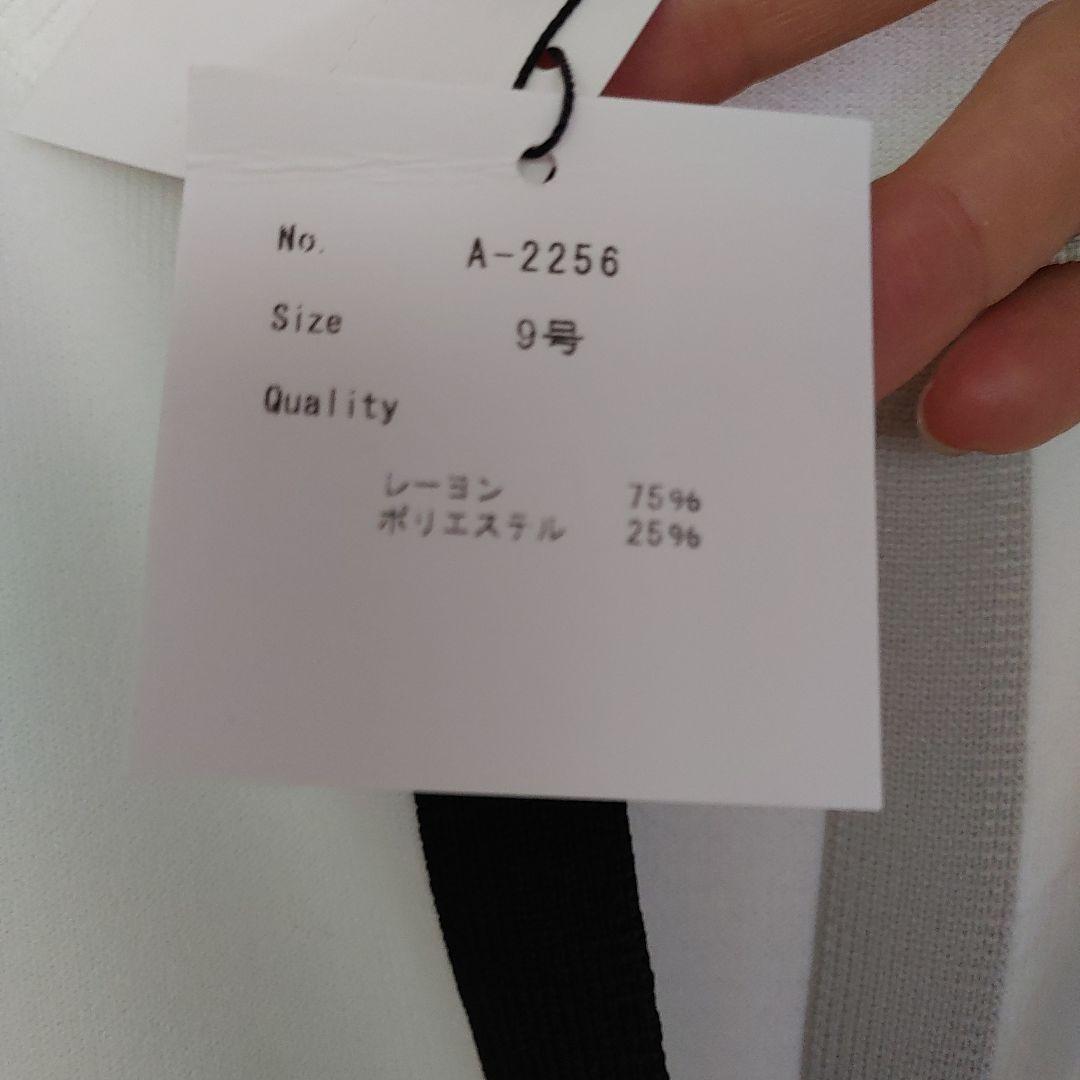 No. A-2256
Size 9号
Quality
レーヨン 75%
ポリエステル 25%